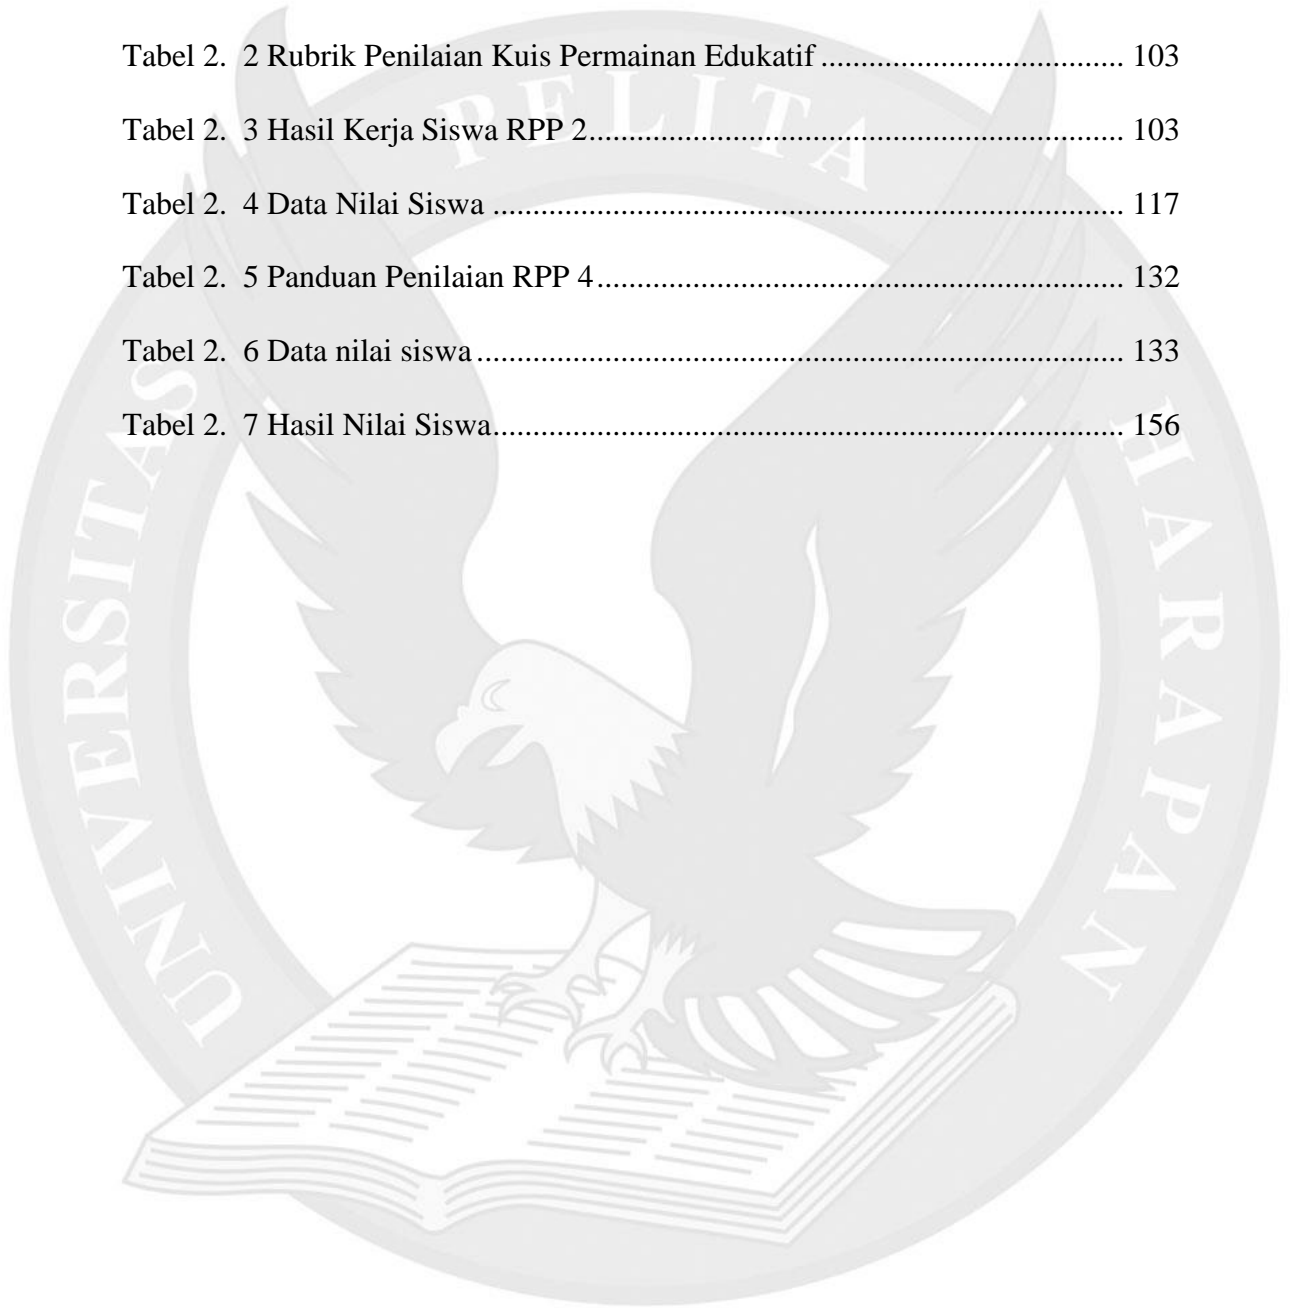 Tabel 2.  2 Rubrik Penilaian Kuis Permainan Edukatif ..................................... 103
Tabel 2.  3 Hasil Kerja Siswa RPP 2.................................................................. 103
Tabel 2.  4 Data Nilai Siswa .............................................................................. 117
Tabel 2.  5 Panduan Penilaian RPP 4................................................................. 132
Tabel 2.  6 Data nilai siswa................................................................................ 133
Tabel 2.  7 Hasil Nilai Siswa.............................................................................. 156
UNIVERSITAS PELITA HARAPAN